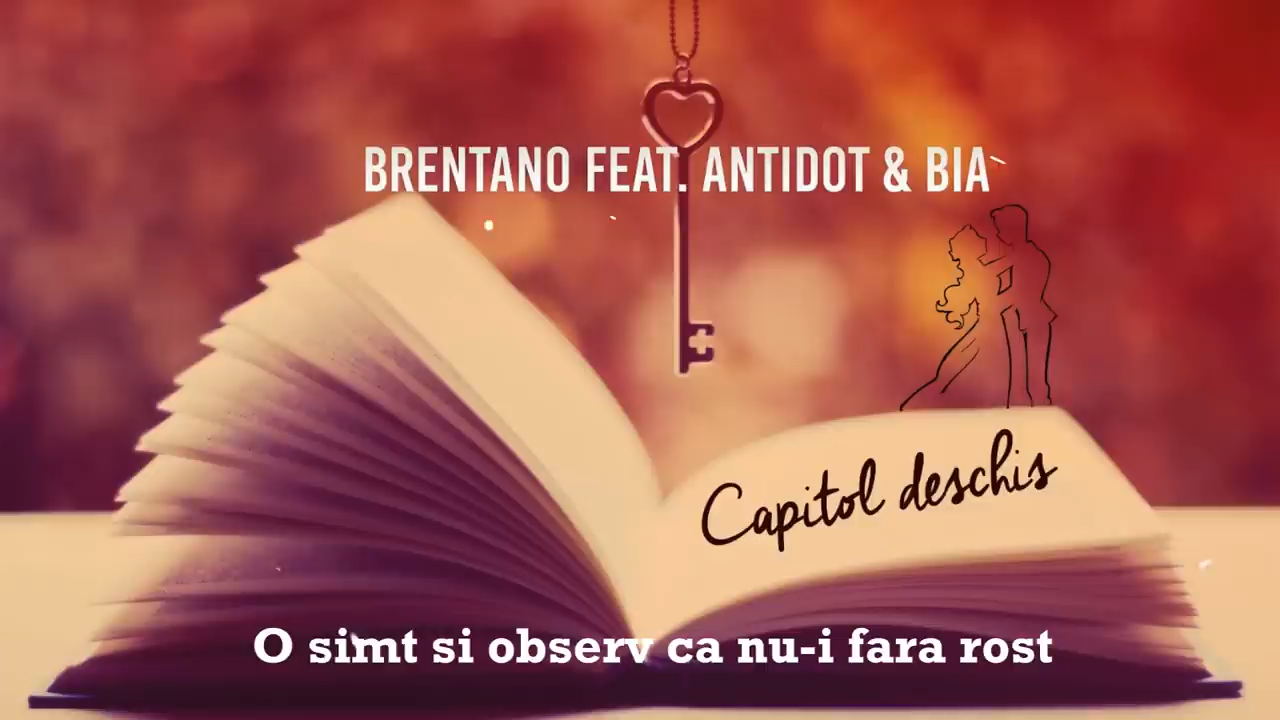 BRENTANO FEAT. ANTIDOT & BIA
Capitol deschis
O simt si observ ca nu-i fara rost